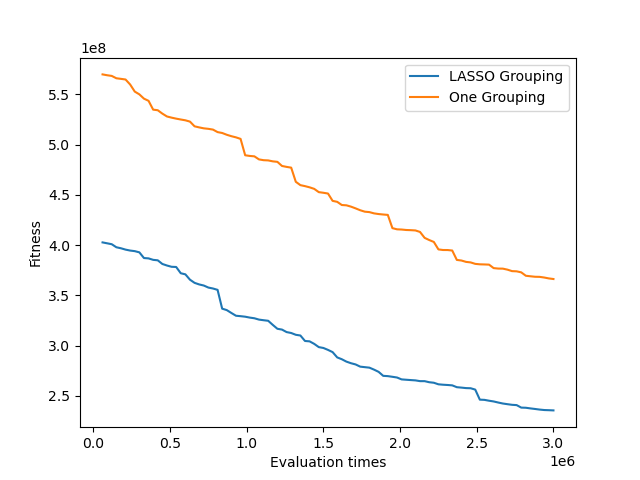 1e8
LASSO Grouping
One Grouping
5.5
5.0
4.5
4.0
3.5
3.0
2.5
Fitness
0.0 0.5 1.0 1.5 2.0 2.5 3.0
Evaluation times
1e6